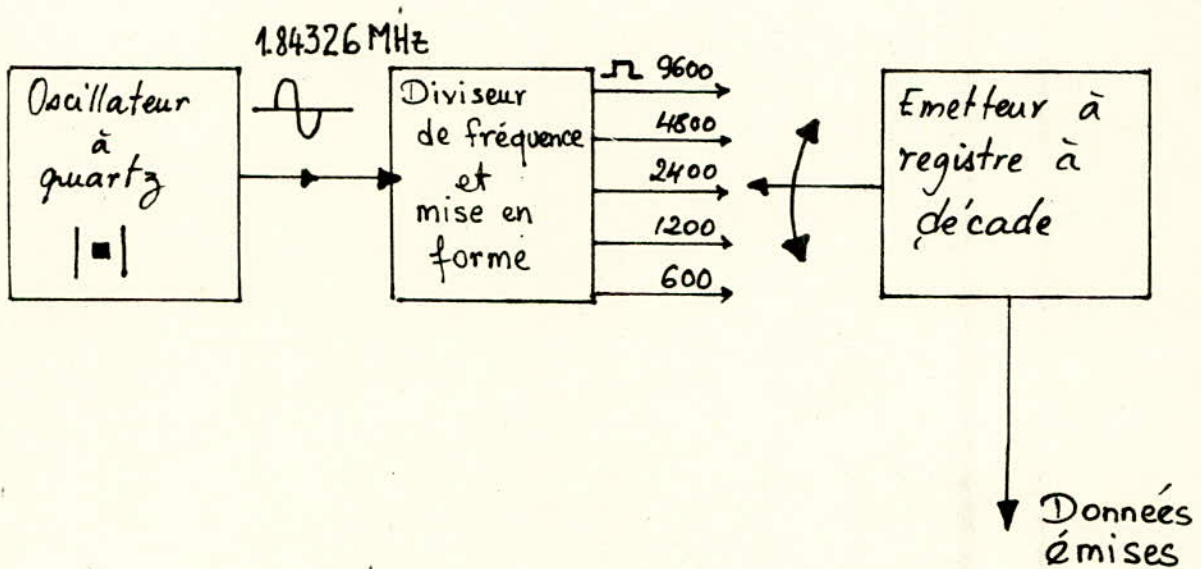 1.84326 MHz
Oscillateur
à
quartz
Diviseur
de fréquence
et
mise en
forme
9600
4800
2400
1200
600
Emetteur à
registre à
décade
Données
émises